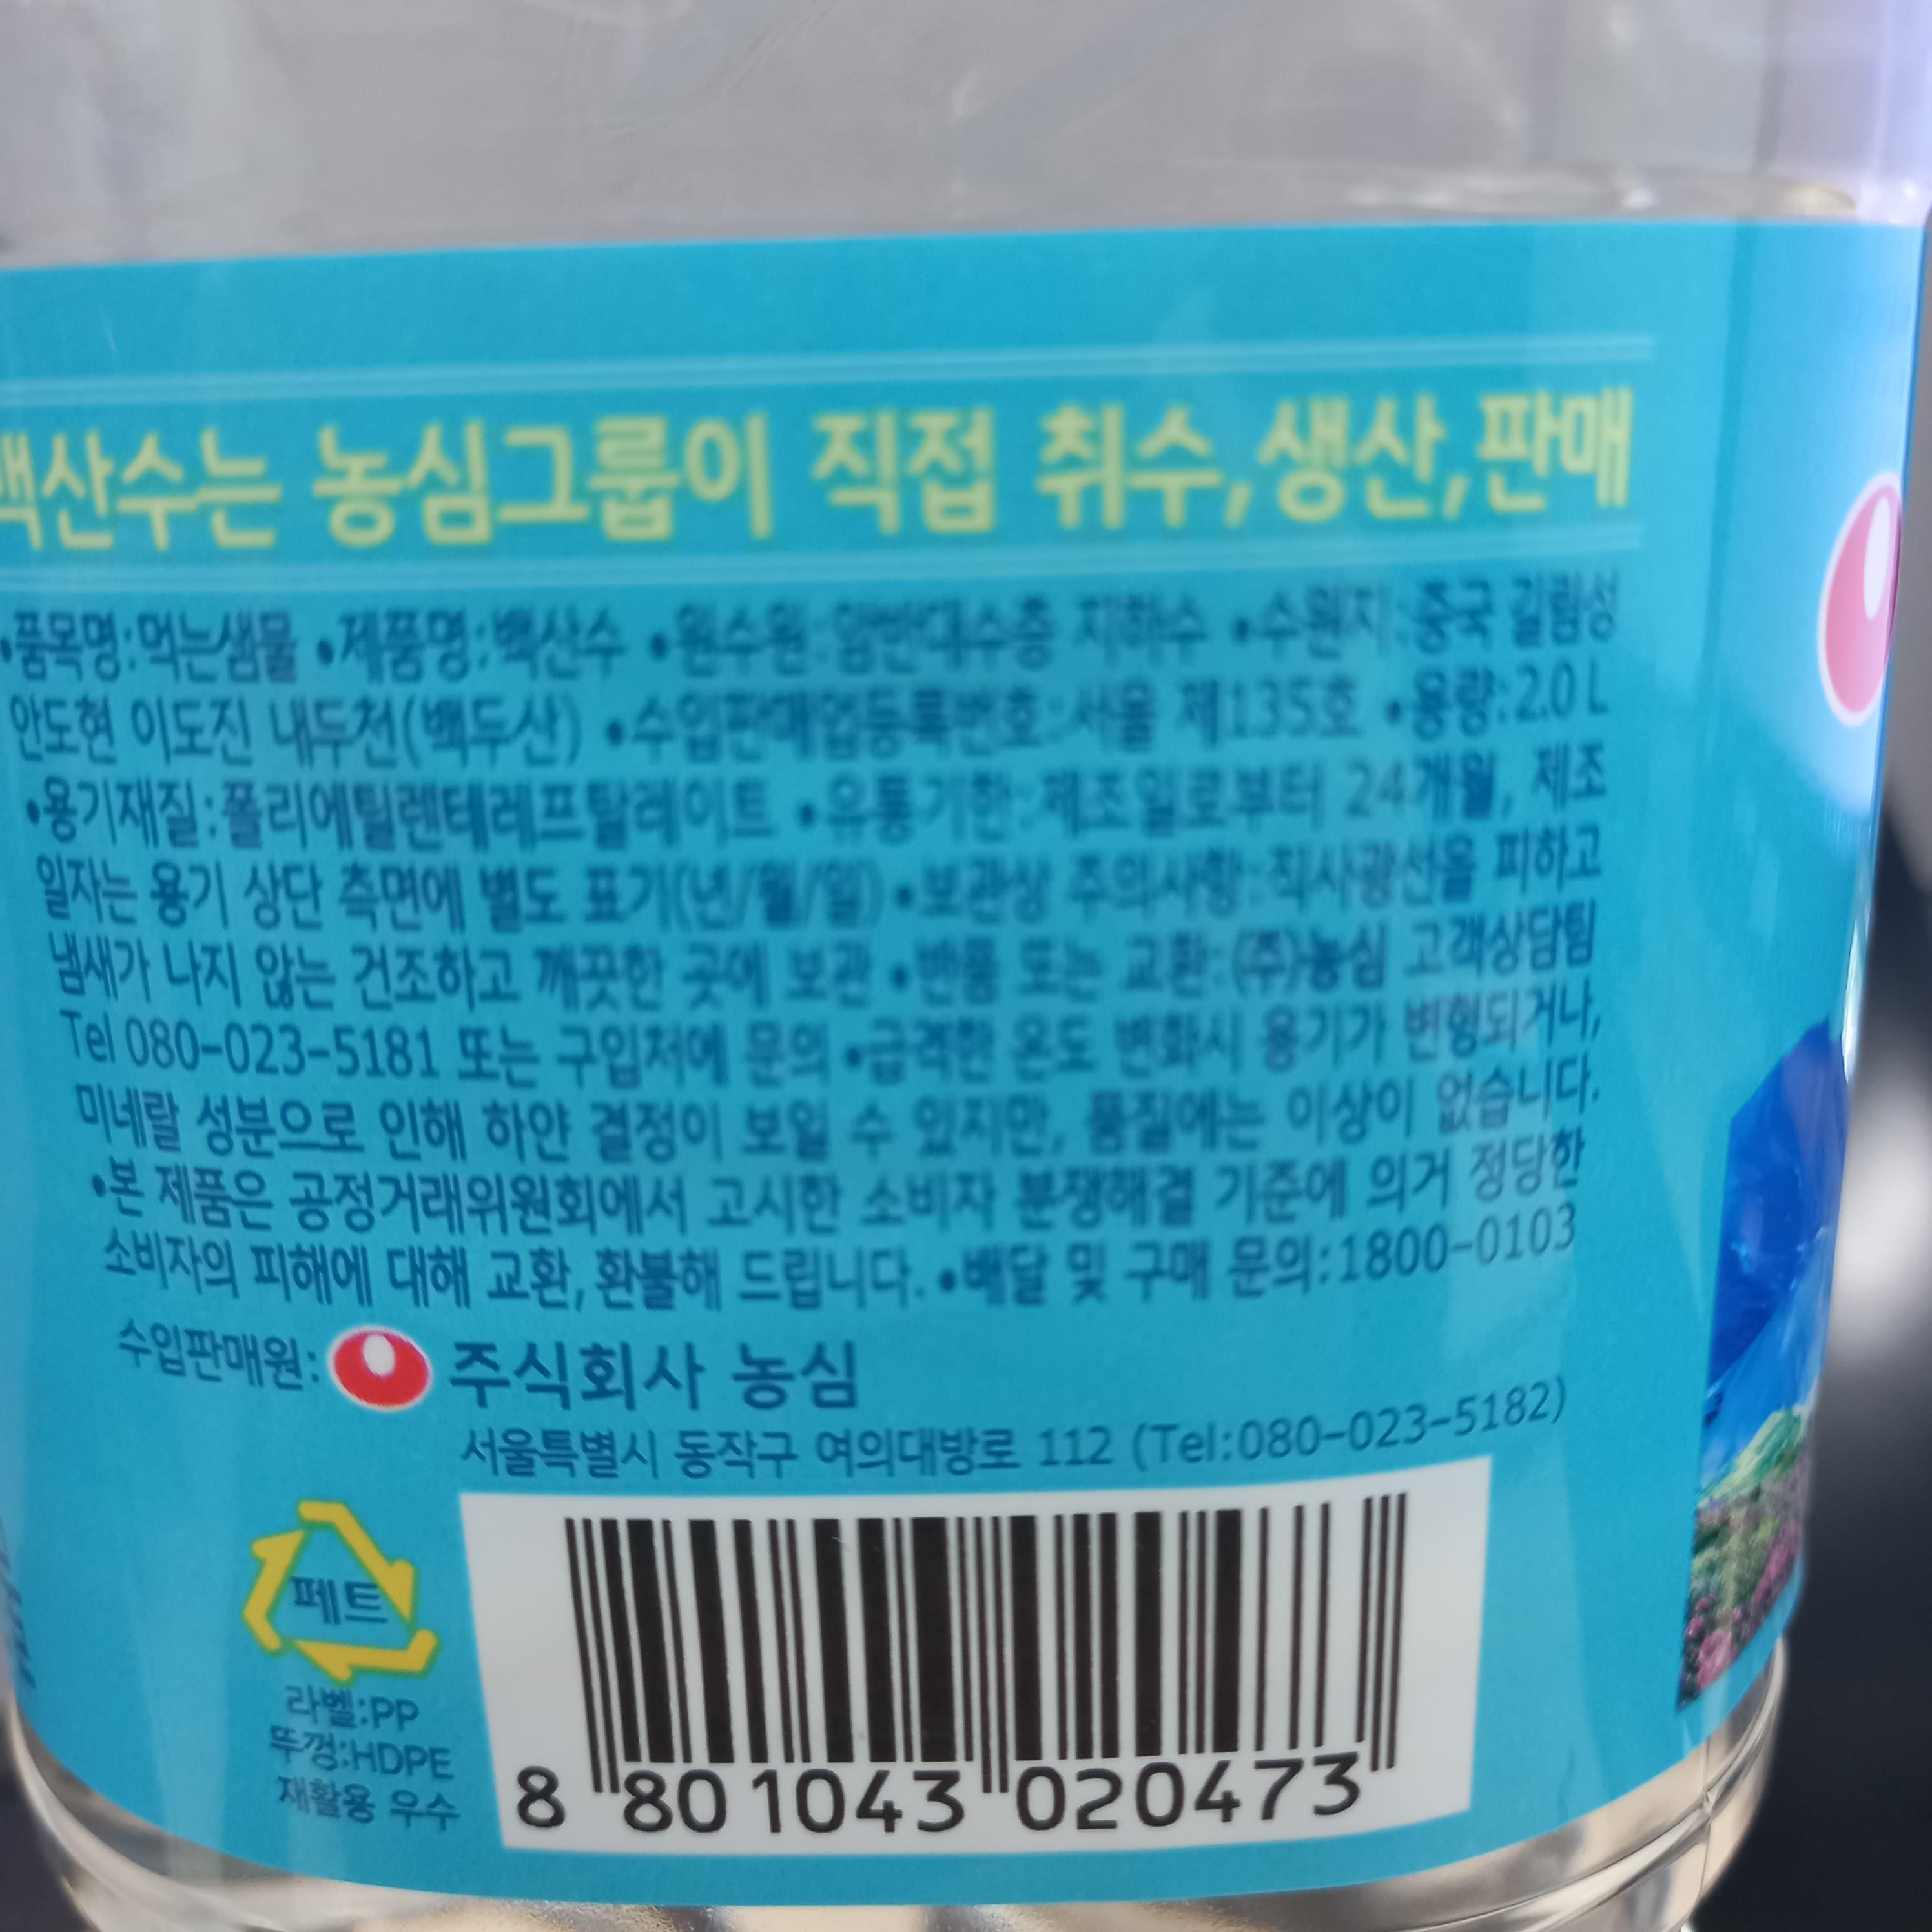 백산수는 농심그룹이 직접 취수,생산,판매
•품목명:먹는샘물 •제품명:백산수 •원수원:암반대수층 지하수 •수원지:중국 길림성
안도현 이도진 내두천(백두산) •수입판매업등록번호:서울 제135호 •용량:2.0 L
•용기재질:폴리에틸렌테레프탈레이트 •유통기한:제조일로부터 24개월, 제조
일자는 용기 상단 측면에 별도 표기(년/월/일) •보관상 주의사항:직사광선을 피하고
냄새가 나지 않는 건조하고 깨끗한 곳에 보관 •반품 또는 교환:(주)농심 고객상담팀
Tel 080-023-5181 또는 구입처에 문의 •급격한 온도 변화시 용기가 변형되거나,
미네랄 성분으로 인해 하얀 결정이 보일 수 있지만, 품질에는 이상이 없습니다.
•본 제품은 공정거래위원회에서 고시한 소비자 분쟁해결 기준에 의거 정당한
소비자의 피해에 대해 교환, 환불해 드립니다. •배달 및 구매 문의:1800-0103
수입판매원: 주식회사 농심
서울특별시 동작구 여의대방로 112 (Tel:080-023-5182)
페트
라벨:PP
뚜껑:HDPE
재활용 우수
8 801043 020473